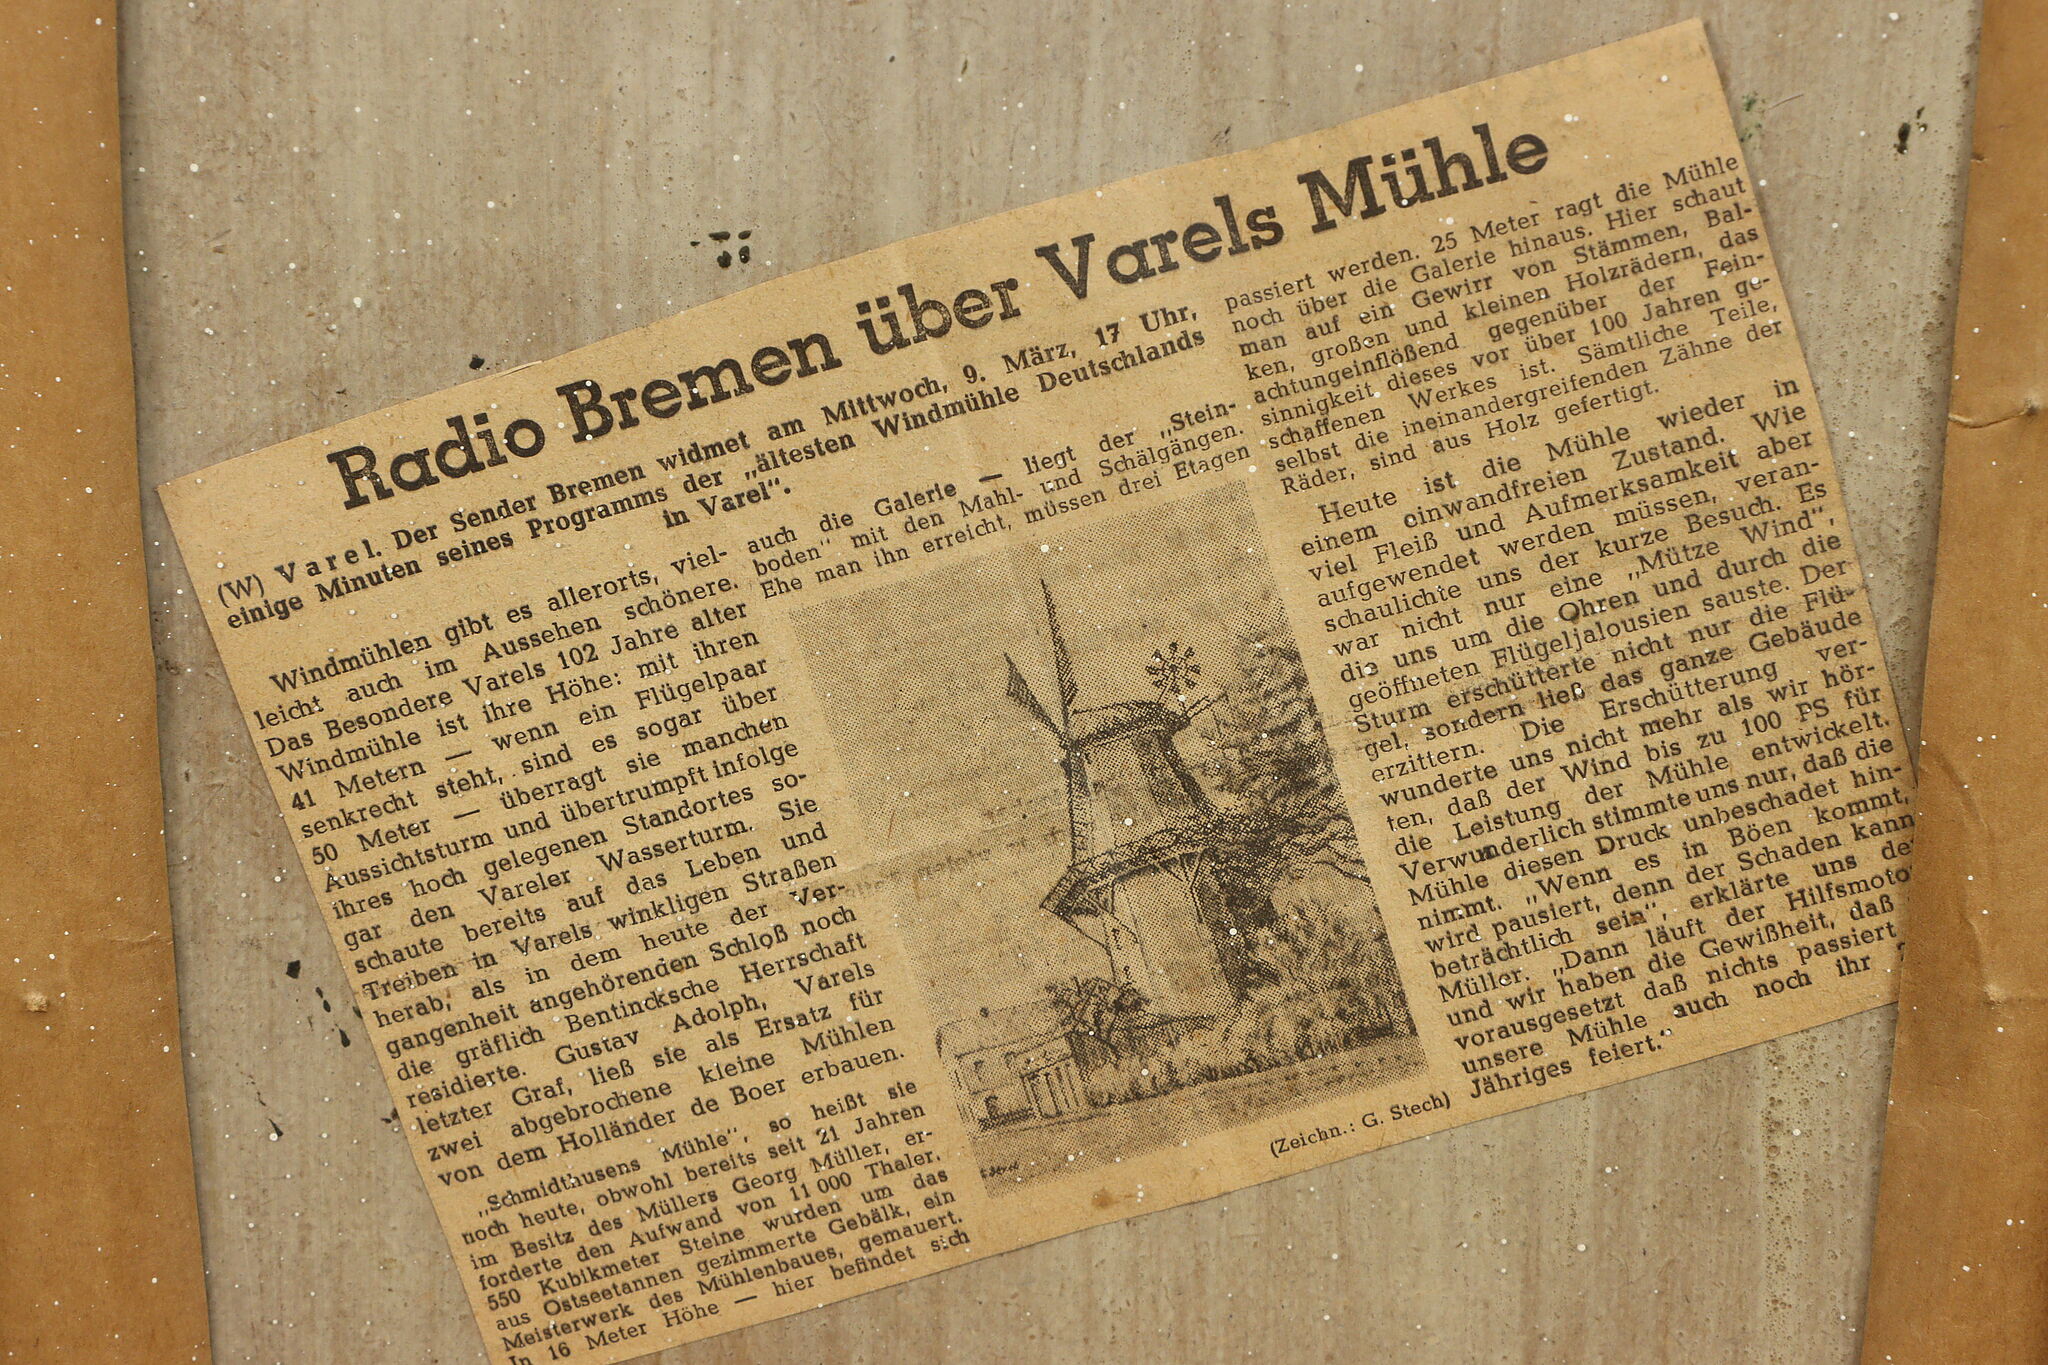 Radio Bremen über Varels Mühle
(W) Varel. Der Sender Bremen widmet am Mittwoch, 9. März, 17 Uhr,
einige Minuten seines Programms der „ältesten Windmühle Deutschlands
in Varel“.
Windmühlen gibt es allerorts, viel-
leicht auch im Aussehen schönere.
Das Besondere Varels 102 Jahre alter
Windmühle ist ihre Höhe: mit ihren
41 Metern — wenn ein Flügelpaar
senkrecht steht, sind es sogar über
50 Meter — überragt sie manchen
Aussichtsturm und übertrumpft infolge
ihres hoch gelegenen Standortes so-
gar den Vareler Wasserturm. Sie
schaute bereits auf das Leben und
Treiben in Varels winkligen Straßen
herab, als in dem heute der Ver-
gangenheit angehörenden Schloß noch
die gräflich Bentincksche Herrschaft
residierte. Gustav Adolph, Varels
letzter Graf, ließ sie als Ersatz für
zwei abgebrochene kleine Mühlen
von dem Holländer de Boer erbauen.
„Schmidthusens Mühle“, so heißt sie
noch heute, obwohl bereits seit 21 Jahren
im Besitz des Müllers Georg Müller, er-
forderte den Aufwand von 11 000 Thaler.
550 Kubikmeter Steine wurden um das
aus Ostseetannen gezimmerte Gebälk, ein
Meisterwerk des Mühlenbaues, gemauert.
In 16 Meter Höhe — hier befindet sich
auch die Galerie — liegt der „Stein-
boden“ mit den Mahl- und Schälgängen.
Ehe man ihn erreicht, müssen drei Etagen
(Zeichn.: G. Stech)
passiert werden. 25 Meter ragt die Mühle
noch über die Galerie hinaus. Hier schaut
man auf ein Gewirr von Stämmen, Bal-
ken, großen und kleinen Holzrädern, das
achtungeinflößend gegenüber der Fein-
sinnigkeit dieses vor über 100 Jahren ge-
schaffenen Werkes ist. Sämtliche Teile,
selbst die ineinandergreifenden Zähne der
Räder, sind aus Holz gefertigt.
Heute ist die Mühle wieder in
einem einwandfreien Zustand. Wie
viel Fleiß und Aufmerksamkeit aber
aufgewendet werden müssen, veran-
schaulichte uns der kurze Besuch. Es
war nicht nur eine „Mütze Wind“,
die uns um die Ohren und durch die
geöffneten Flügeljalousien sauste. Der
Sturm erschütterte nicht nur die Flü-
gel, sondern ließ das ganze Gebäude
erzittern. Die Erschütterung ver-
wunderte uns nicht mehr als wir hör-
ten, daß der Wind bis zu 100 PS für
die Leistung der Mühle entwickelt.
Verwunderlich stimmte uns nur, daß die
Mühle diesen Druck unbeschadet hin-
nimmt. „Wenn es in Böen kommt,
wird pausiert, denn der Schaden kann
beträchtlich sein“, erklärte uns der
Müller. „Dann läuft der Hilfsmotor
und wir haben die Gewißheit, daß
vorausgesetzt daß nichts passiert
unsere Mühle auch noch ihr
Jähriges feiert.“